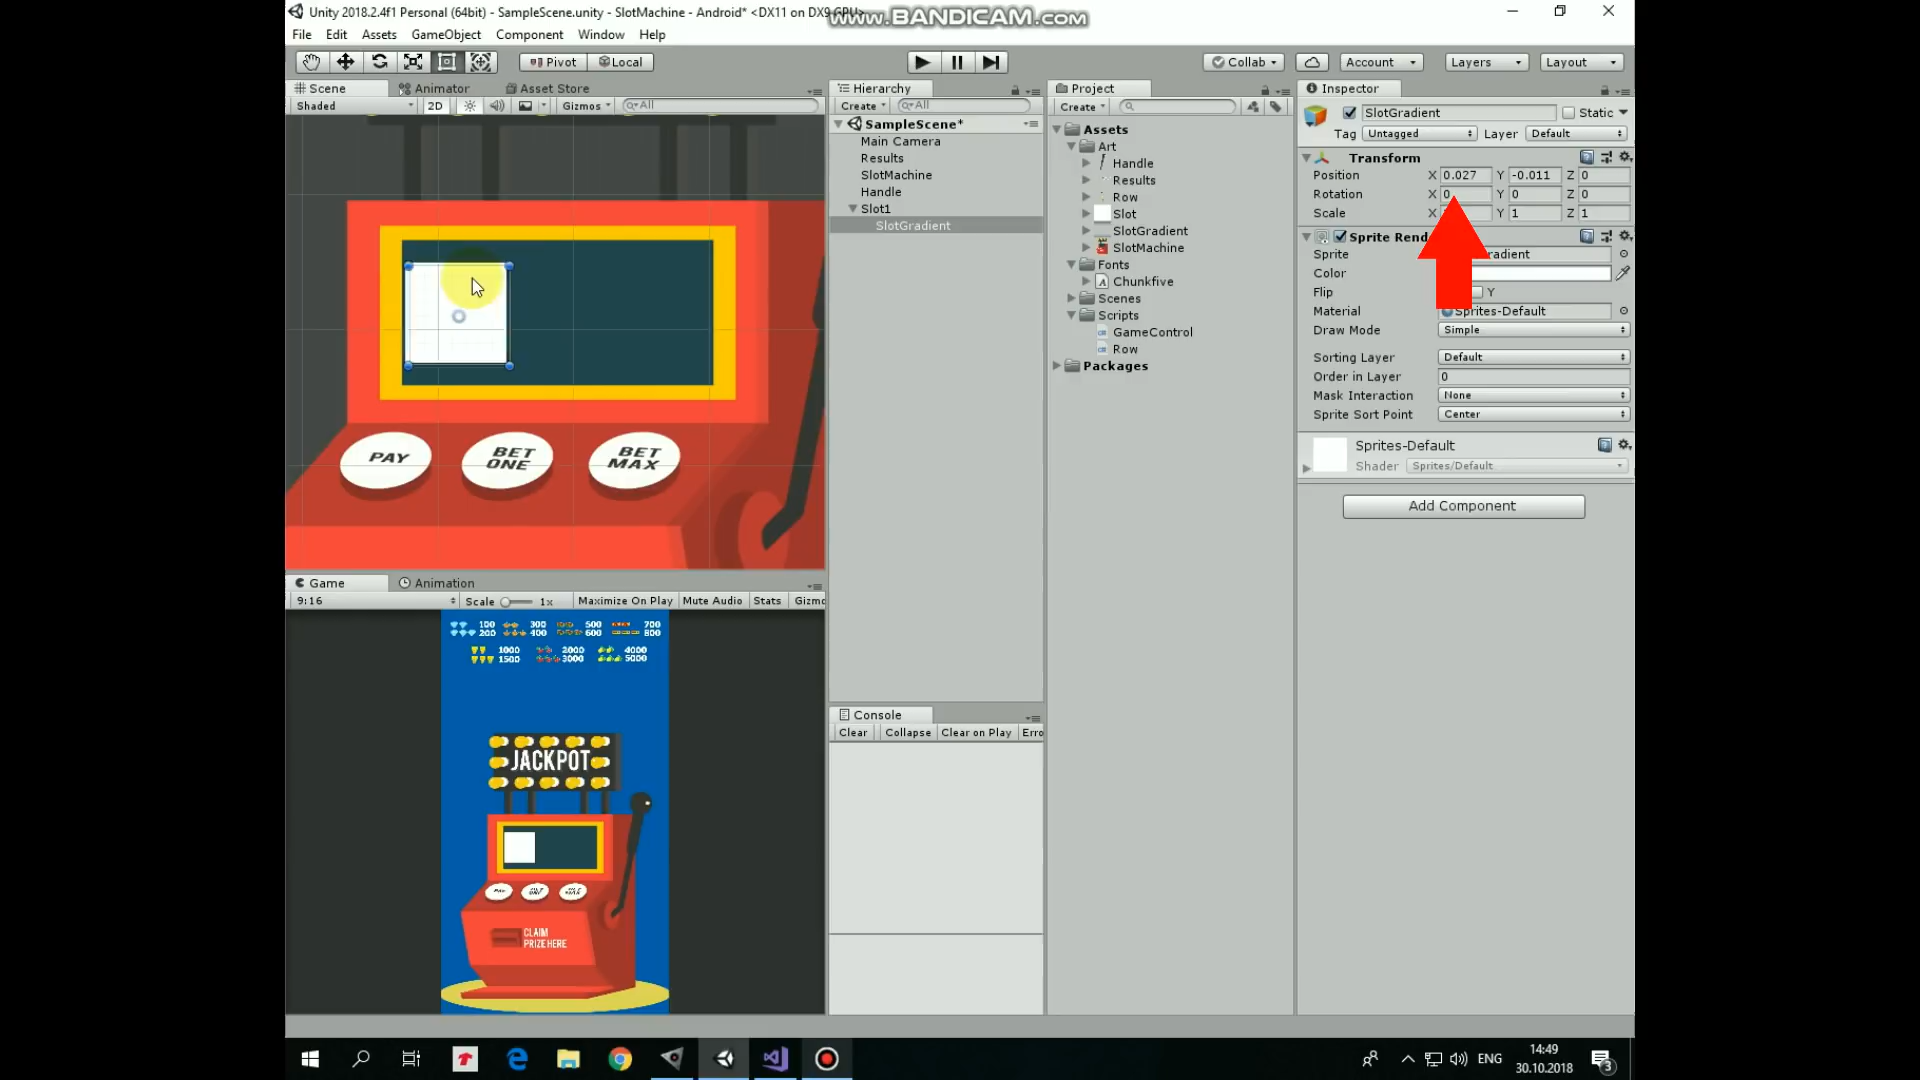 Unity 2018.2.4f1 Personal (64bit) - SampleScene.unity - SlotMachine - Android* <DX11 on DX9 GPU>
www.BANDICAM.com
File Edit Assets GameObject Component Window Help
Pivot Local Collab Account Layers Layout
Scene Animator Asset Store
Shaded 2D Gizmos All
PAY
BET ONE
BET MAX
Game Animation
9:16 Scale 1x Maximize On Play Mute Audio Stats Gizmo
100 300 500 700
200 400 600 800
1000 2000 4000
1500 3000 5000
JACKPOT
CLAIM
PRIZE HERE
Hierarchy
Create All
SampleScene*
Main Camera
Results
SlotMachine
Handle
Slot1
SlotGradient
Console
Clear Collapse Clear on Play Erro
Project
Create
Assets
Art
Handle
Results
Row
Slot
SlotGradient
SlotMachine
Fonts
Chunkfive
Scenes
Scripts
GameControl
Row
Packages
Inspector
SlotGradient Static
Tag Untagged Layer Default
Transform
Position X 0.027 Y -0.011 Z 0
Rotation X 0 Y 0 Z 0
Scale X Y 1 Z 1
Sprite Rend
Sprite radient
Color
Flip Y
Material Sprites-Default
Draw Mode Simple
Sorting Layer Default
Order in Layer 0
Mask Interaction None
Sprite Sort Point Center
Sprites-Default
Shader Sprites/Default
Add Component
ENG
14:49
30.10.2018
3